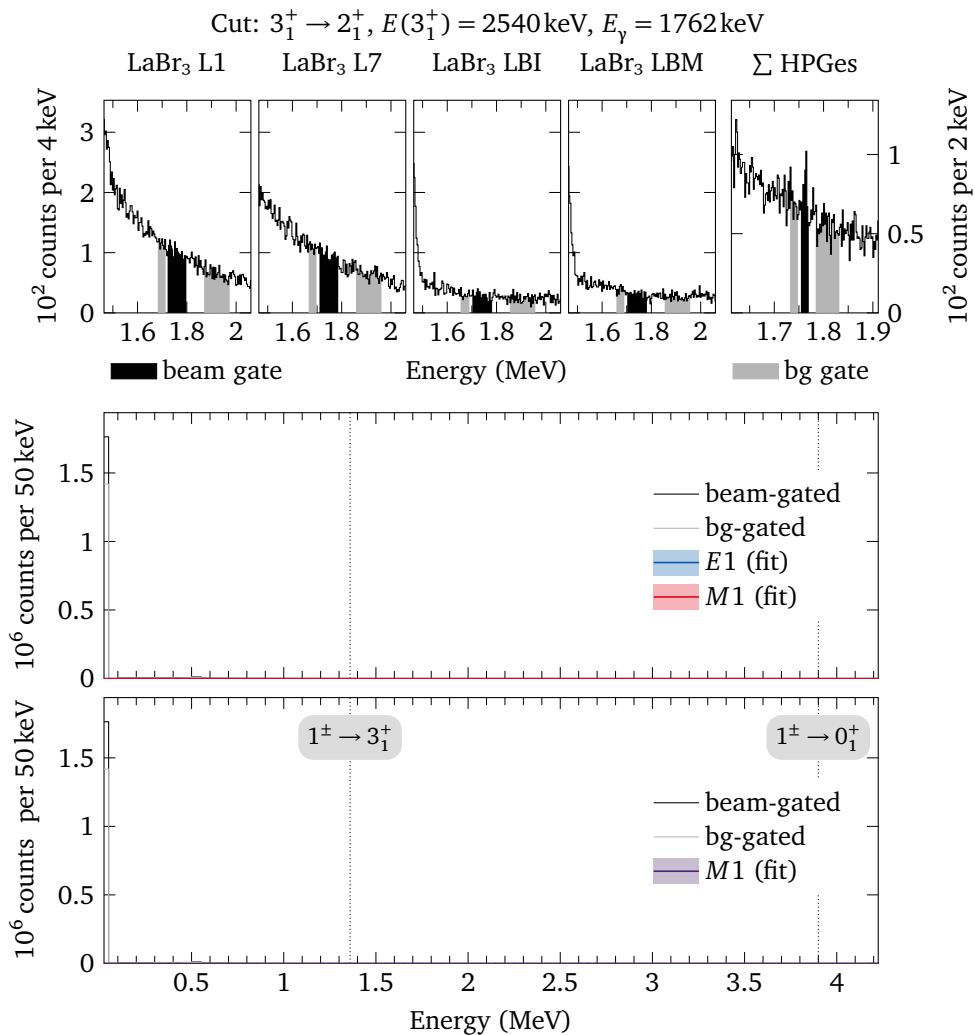 Cut: 3₁⁺ → 2₁⁺, E(3₁⁺) = 2540 keV, Eᵧ = 1762 keV
LaBr₃ L1 LaBr₃ L7 LaBr₃ LBI LaBr₃ LBM ∑ HPGes
10² counts per 4 keV
3
2
1
0
1
0.5
0
10² counts per 2 keV
1.6 1.8 2 1.6 1.8 2 1.6 1.8 2 1.6 1.8 2 1.7 1.8 1.9
beam gate Energy (MeV) bg gate
10⁶ counts per 50 keV
1.5
1
0.5
0
beam-gated
bg-gated
E1 (fit)
M1 (fit)
10⁶ counts per 50 keV
1.5
1
0.5
0
1± → 3₁⁺ 1± → 0₁⁺
beam-gated
bg-gated
M1 (fit)
0.5 1 1.5 2 2.5 3 3.5 4
Energy (MeV)